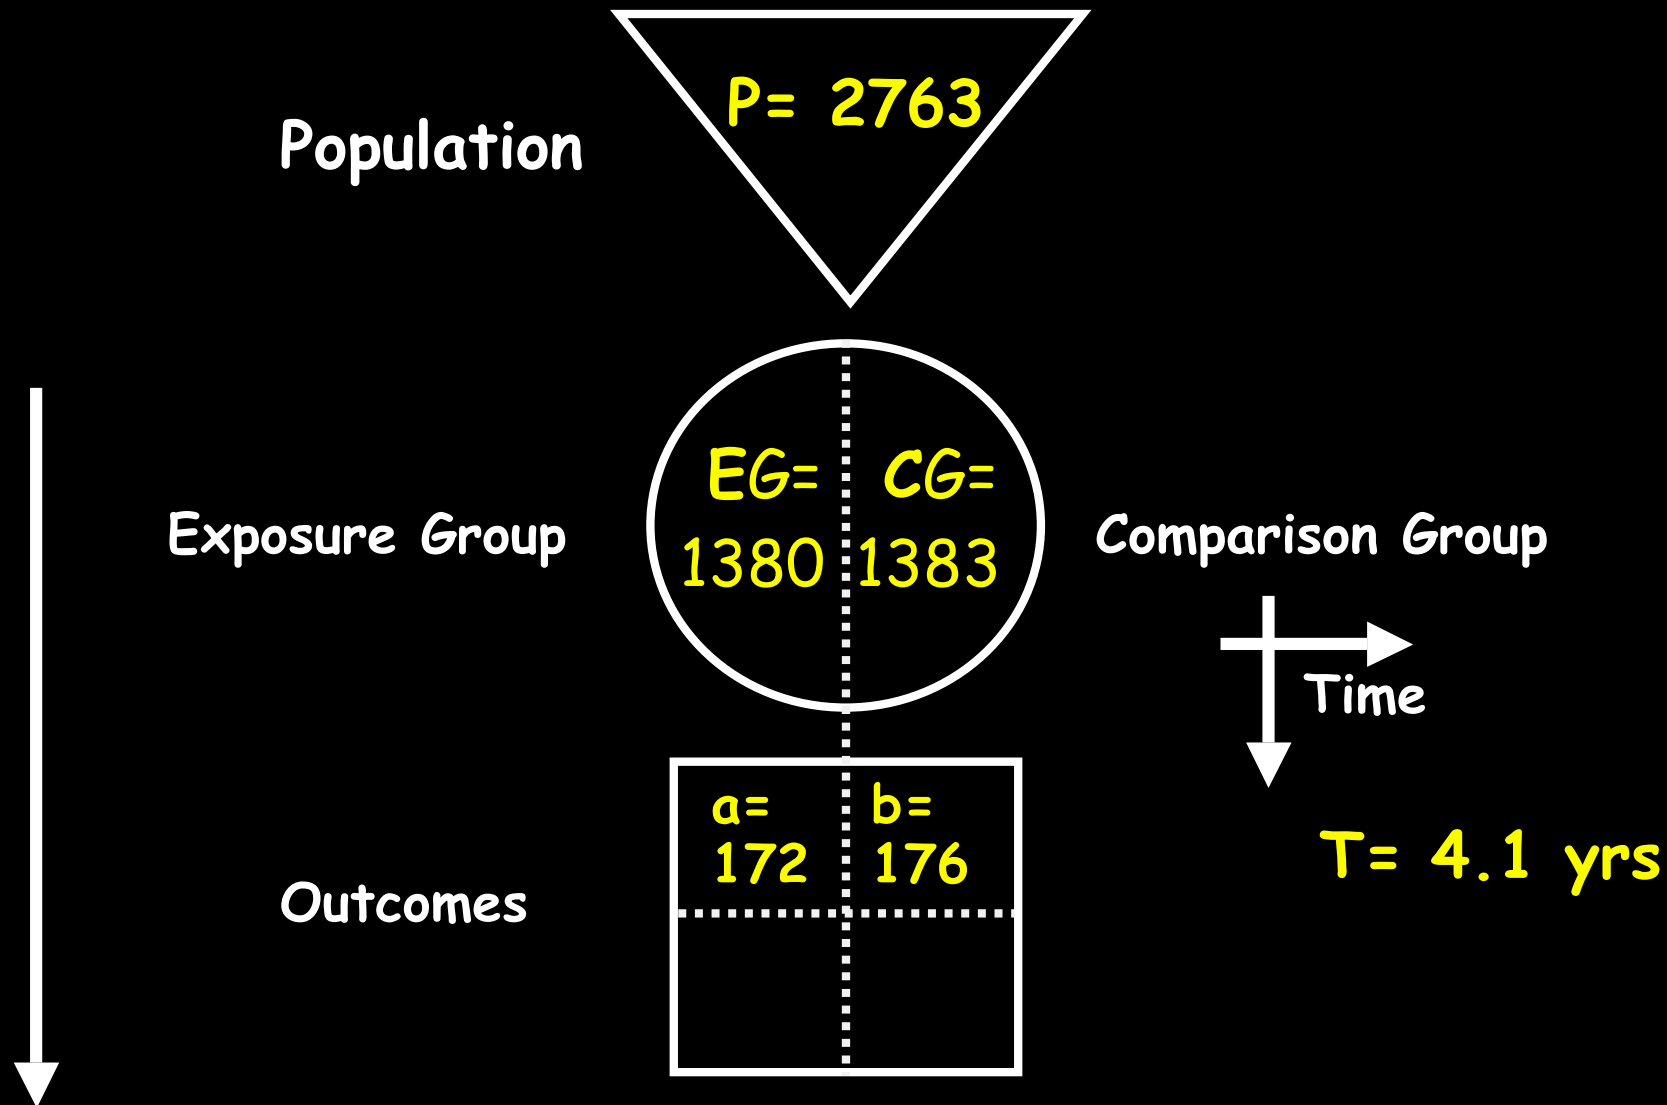 P= 2763
Population
EG=
CG=
1380
1383
Exposure Group
Comparison Group
Time
a=
b=
172
176
T= 4.1 yrs
Outcomes